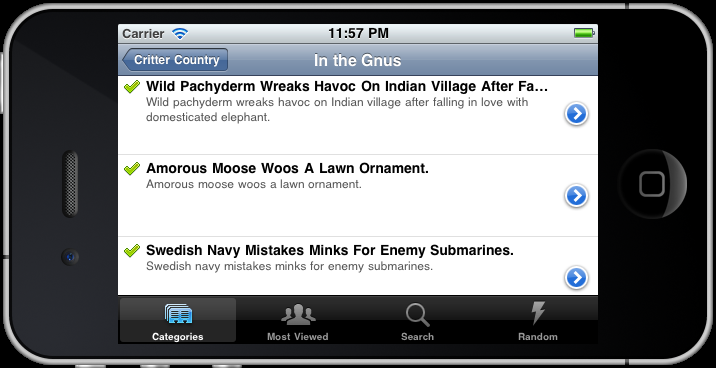 Carrier
11:57 PM
Critter Country
In the Gnus
Wild Pachyderm Wreaks Havoc On Indian Village After Fa...
Wild pachyderm wreaks havoc on Indian village after falling in love with
domesticated elephant.
Amorous Moose Woos A Lawn Ornament.
Amorous moose woos a lawn ornament.
Swedish Navy Mistakes Minks For Enemy Submarines.
Swedish navy mistakes minks for enemy submarines.
Categories
Most Viewed
Search
Random